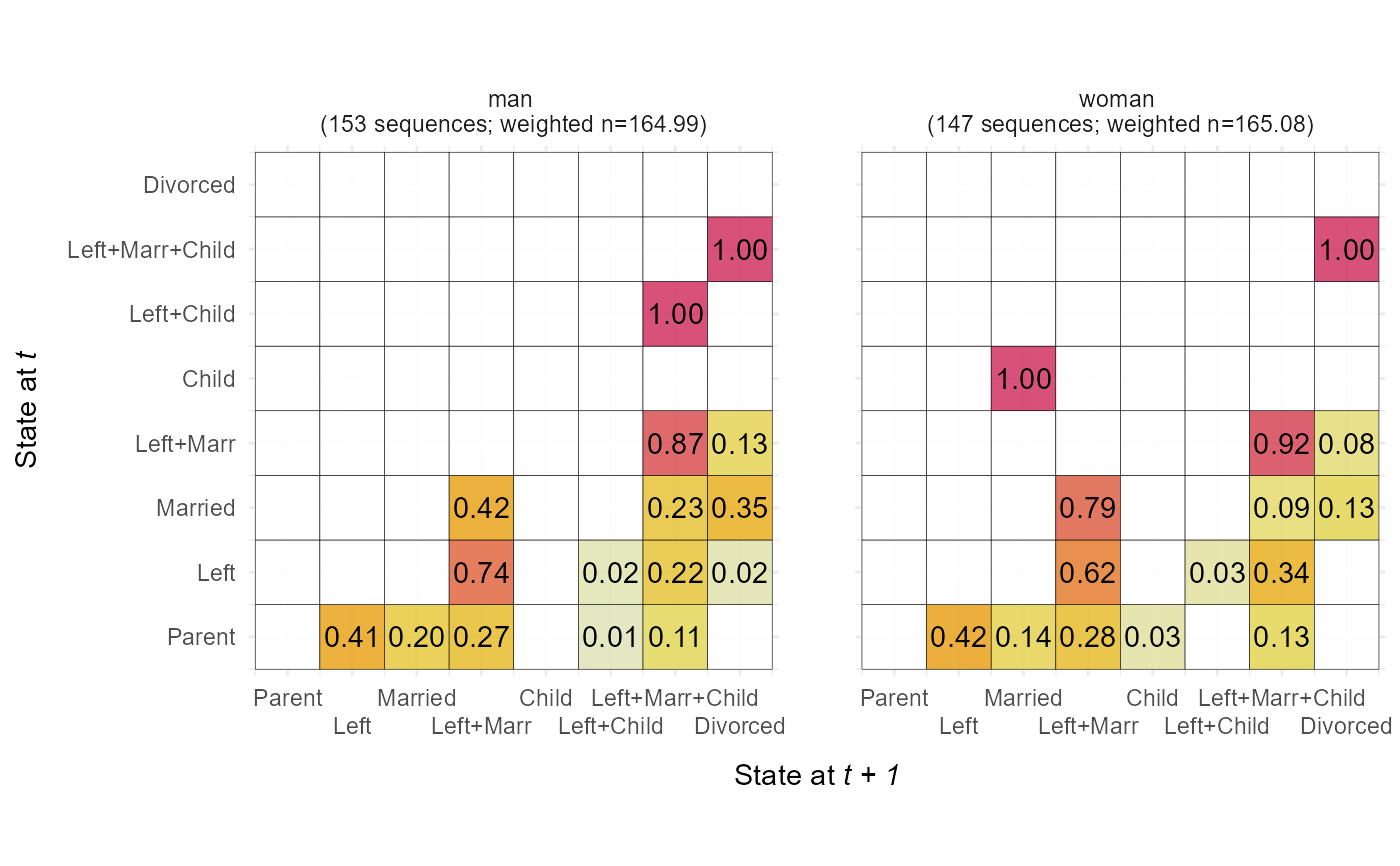 man
(153 sequences; weighted n=164.99)
woman
(147 sequences; weighted n=165.08)
State at t
Divorced
Left+Marr+Child 1.00 1.00
Left+Child 1.00
Child 1.00
Left+Marr 0.87 0.13 0.92 0.08
Married 0.42 0.23 0.35 0.79 0.09 0.13
Left 0.74 0.02 0.22 0.02 0.62 0.03 0.34
Parent 0.41 0.20 0.27 0.01 0.11 0.42 0.14 0.28 0.03 0.13
Parent Married Child Left+Marr+Child Parent Married Child Left+Marr+Child
Left Left+Marr Left+Child Divorced Left Left+Marr Left+Child Divorced
State at t + 1